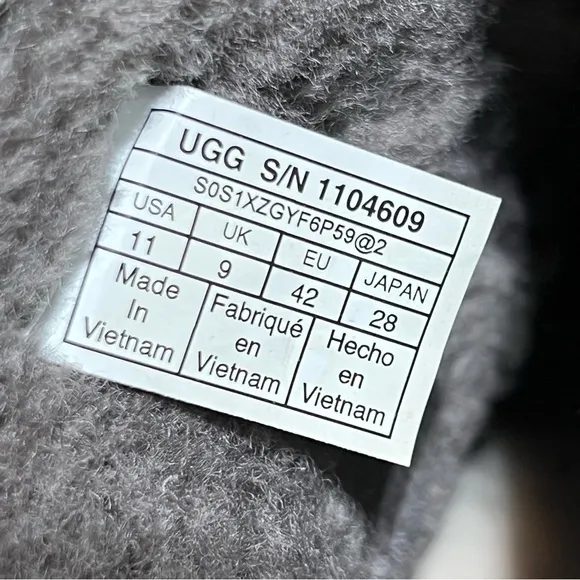 UGG S/N 1104609
S0S1XZGYF6P59@2
USA UK EU JAPAN
11 9 42 28
Made Fabriqué Hecho
In en en
Vietnam Vietnam Vietnam